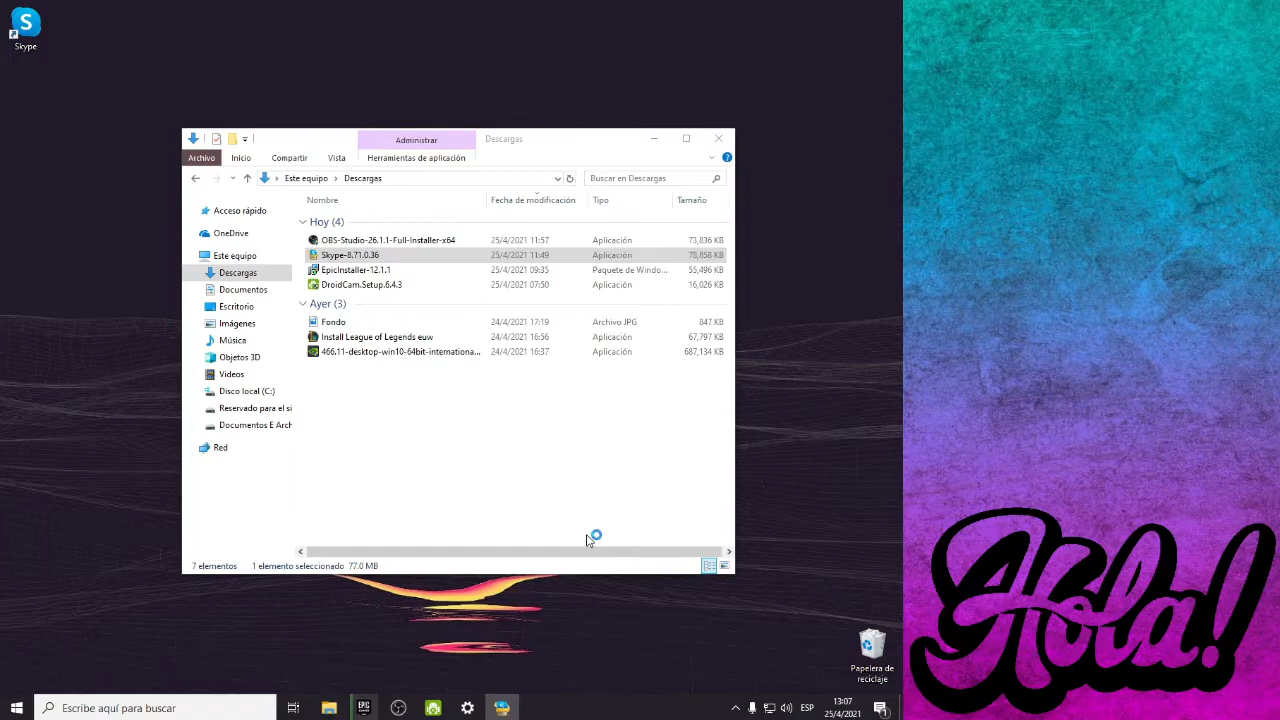 Skype
Administrar
Descargas
Archivo
Inicio
Compartir
Vista
Herramientas de aplicación
Este equipo > Descargas
Buscar en Descargas
Nombre
Fecha de modificación
Tipo
Tamaño
Acceso rápido
OneDrive
Este equipo
Descargas
Documentos
Escritorio
Imágenes
Música
Objetos 3D
Videos
Disco local (C:)
Reservado para el si
Documentos E Arch
Red
Hoy (4)
OBS-Studio-26.1.1-Full-Installer-x64 25/4/2021 11:57 Aplicación 73,836 KB
Skype-8.71.0.36 25/4/2021 11:49 Aplicación 78,858 KB
EpicInstaller-12.1.1 25/4/2021 09:35 Paquete de Windo... 55,496 KB
DroidCam.Setup.6.4.3 25/4/2021 07:50 Aplicación 16,026 KB
Ayer (3)
Fondo 24/4/2021 17:19 Archivo JPG 847 KB
Install League of Legends euw 24/4/2021 16:56 Aplicación 67,797 KB
466.11-desktop-win10-64bit-internationa... 24/4/2021 16:37 Aplicación 687,134 KB
7 elementos
1 elemento seleccionado 77.0 MB
Papelera de
reciclaje
Hola!
Escribe aquí para buscar
EPIC
ESP
13:07
25/4/2021
1